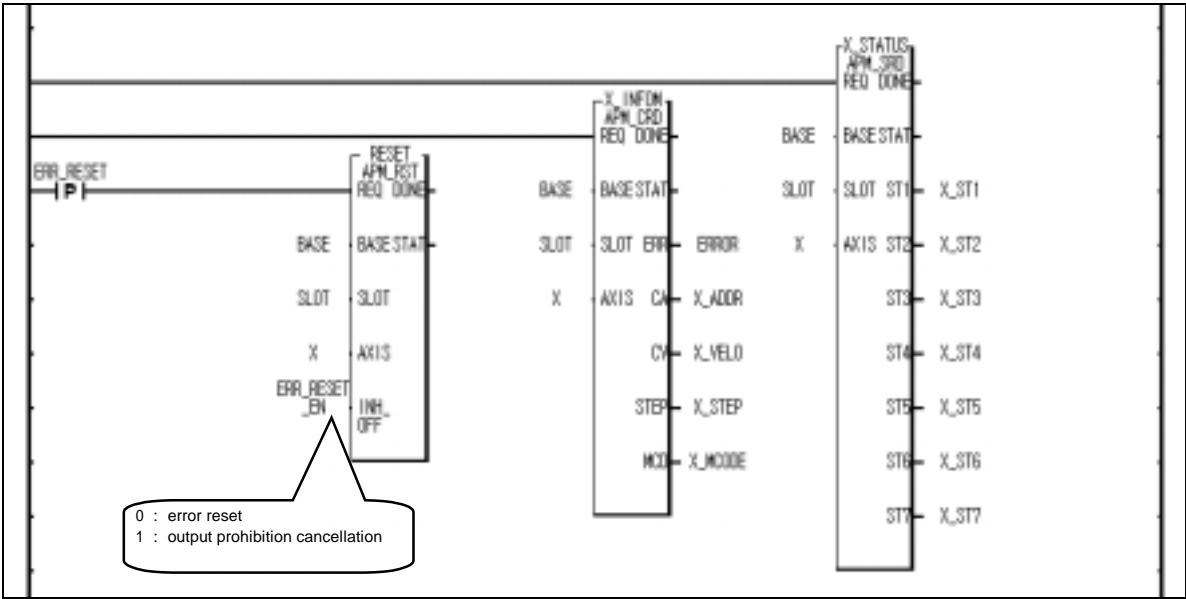 X_STATUS
APM_SRD
REQ DONE
X_INFON
APM_CRD
REQ DONE
BASE BASE STAT
ERR_RESET
P
RESET
APM_RST
REQ DONE
BASE BASE STAT
SLOT SLOT ST1 X_ST1
BASE BASE STAT
SLOT SLOT ERR ERROR
X AXIS ST2 X_ST2
SLOT SLOT
X AXIS CA X_ADDR
ST3 X_ST3
X AXIS
CV X_VELO
ST4 X_ST4
ERR_RESET
_EN INH_
OFF
STEP X_STEP
ST5 X_ST5
MCD X_MCODE
ST6 X_ST6
ST7 X_ST7
0 : error reset
1 : output prohibition cancellation